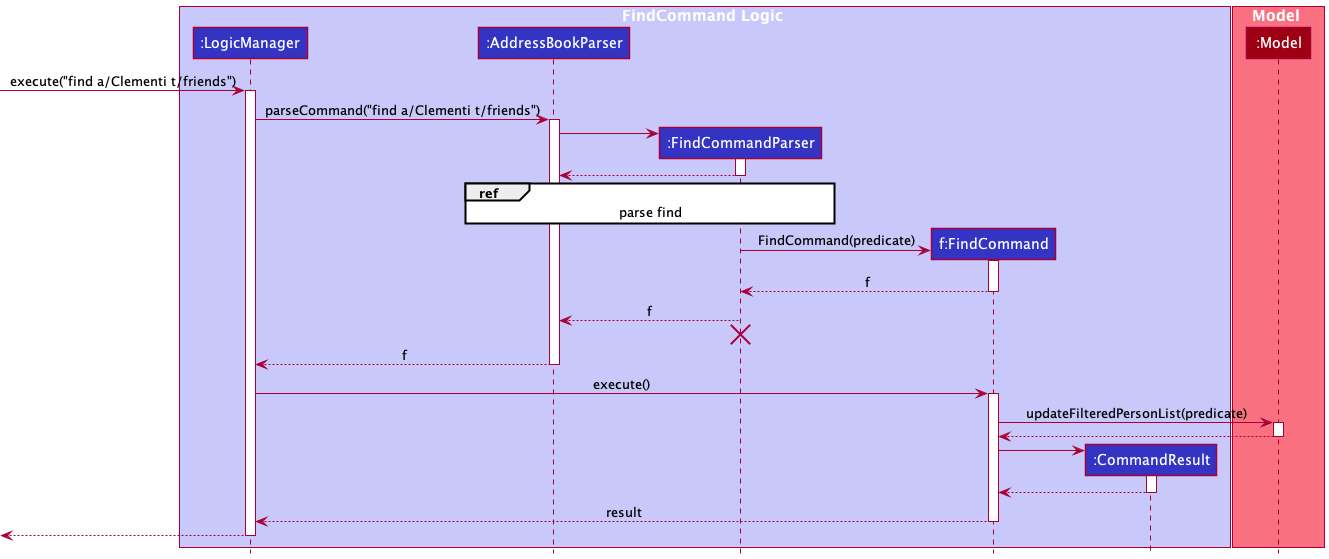 FindCommand Logic
Model
:LogicManager
:AddressBookParser
:Model
execute("find a/Clementi t/friends")
parseCommand("find a/Clementi t/friends")
:FindCommandParser
ref
parse find
FindCommand(predicate)
f:FindCommand
f
f
f
execute()
updateFilteredPersonList(predicate)
:CommandResult
result